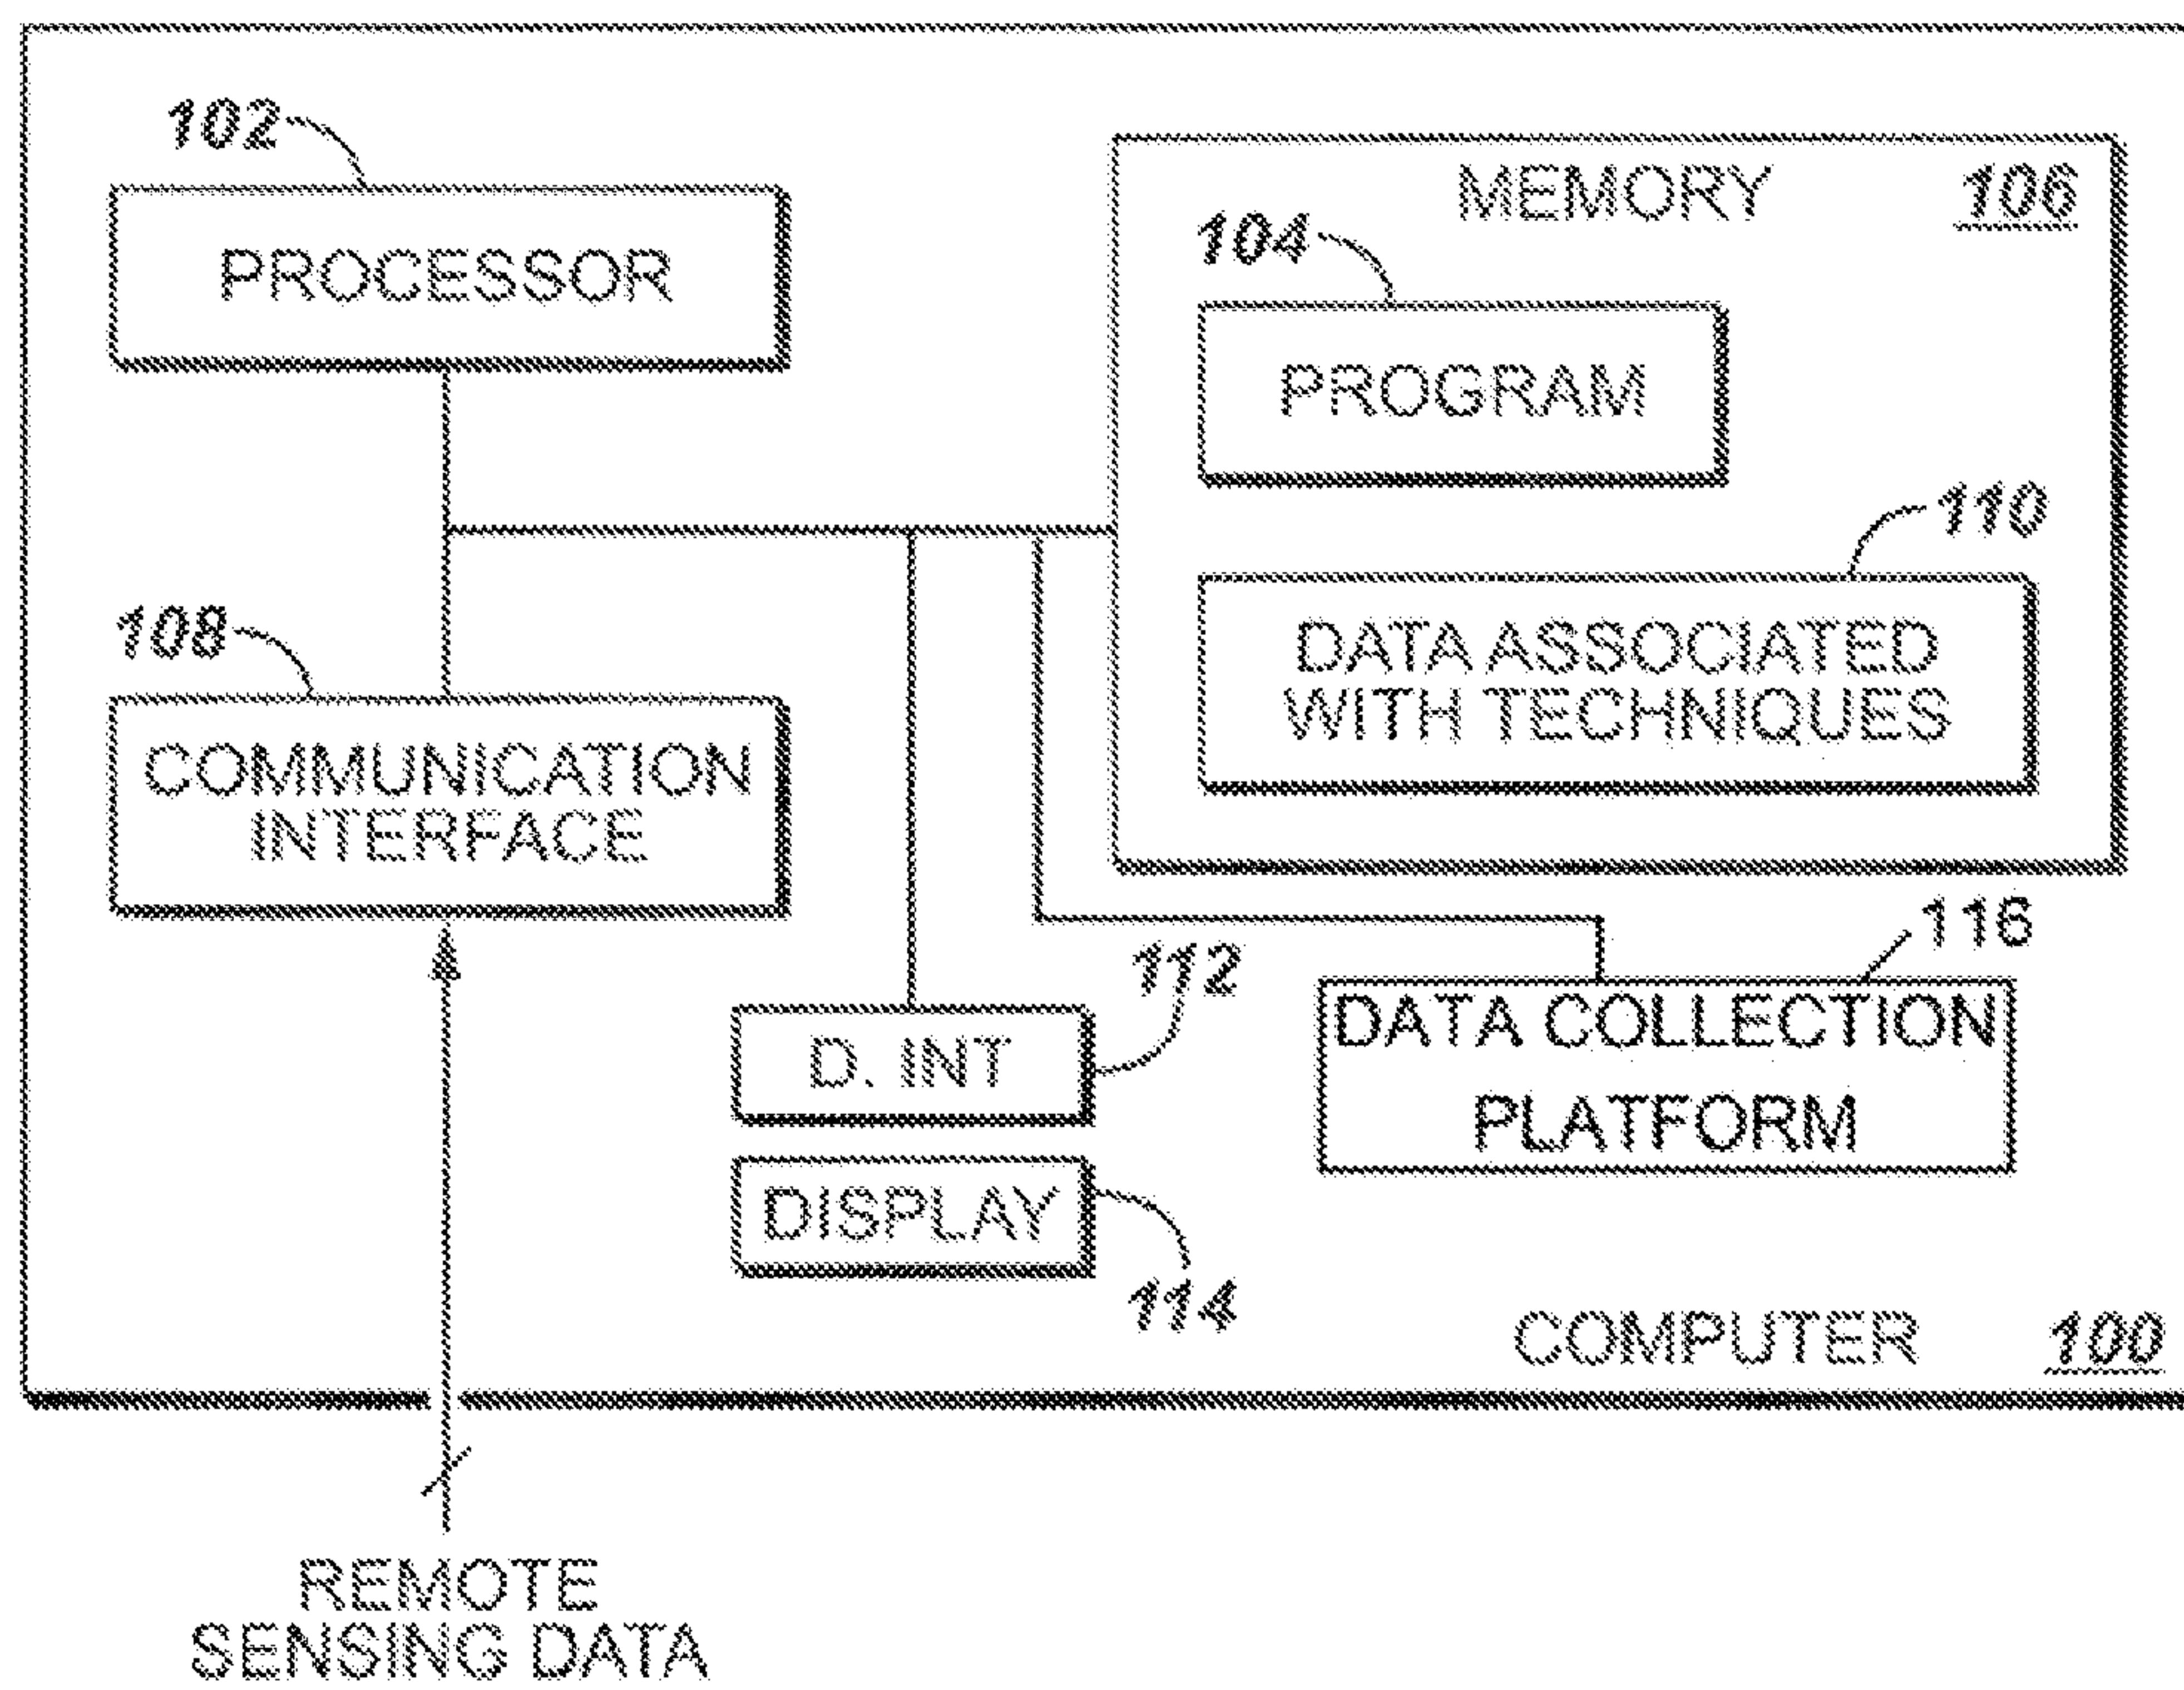 102
PROCESSOR
MEMORY 106
104
PROGRAM
110
DATA ASSOCIATED
WITH TECHNIQUES
108
COMMUNICATION
INTERFACE
112
D. INT
116
DATA COLLECTION
PLATFORM
DISPLAY
114
COMPUTER 100
REMOTE
SENSING DATA